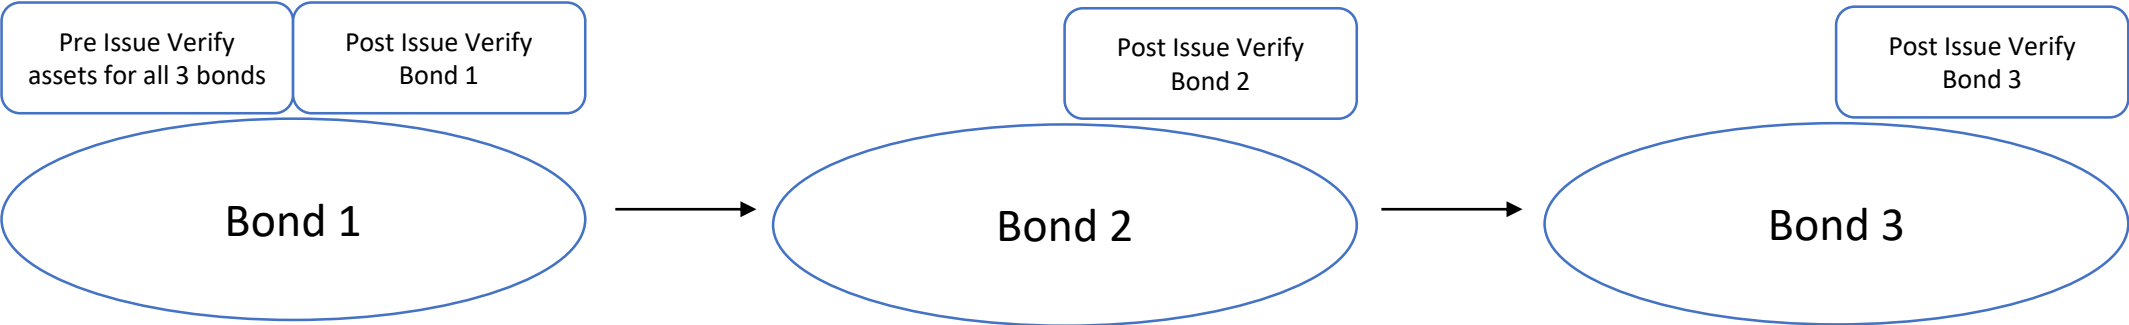 Pre Issue Verify
assets for all 3 bonds
Post Issue Verify
Bond 1
Post Issue Verify
Bond 2
Post Issue Verify
Bond 3
Bond 1
Bond 2
Bond 3